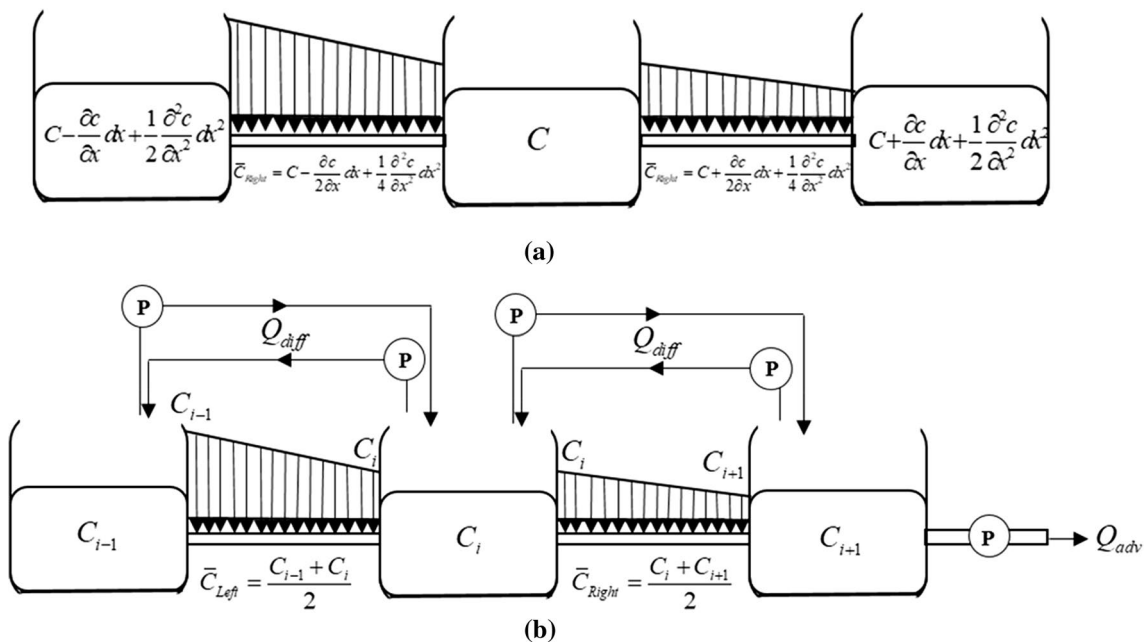 C − ∂c/∂x dx + 1/2 ∂²c/∂x² dx²
C
C + ∂c/∂x dx + 1/2 ∂²c/∂x² dx²
C̄_Right = C − ∂c/2∂x dx + 1/4 ∂²c/∂x² dx²
C̄_Right = C + ∂c/2∂x dx + 1/4 ∂²c/∂x² dx²
(a)
P
P
Q_diff
Q_diff
P
P
C_{i−1}
C_i
C_i
C_{i+1}
C_{i−1}
C_i
C_{i+1}
P
Q_adv
C̄_Left = (C_{i−1} + C_i)/2
C̄_Right = (C_i + C_{i+1})/2
(b)